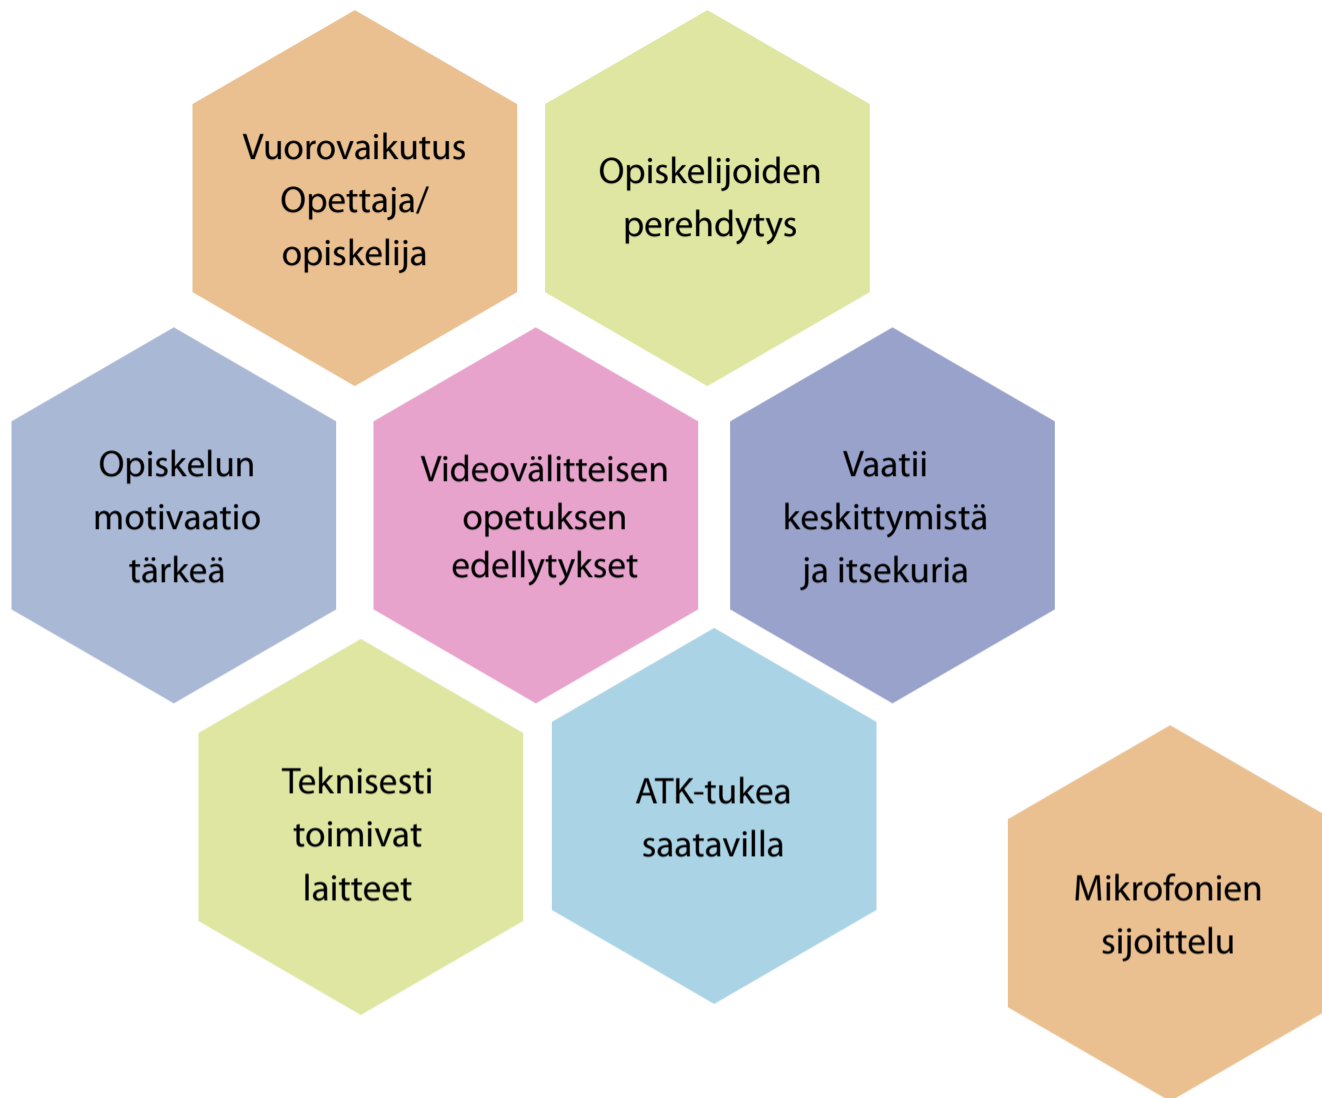 Vuorovaikutus
Opettaja/
opiskelija
Opiskelijoiden
perehdytys
Opiskelun
motivaatio
tärkeä
Videovälitteisen
opetuksen
edellytykset
Vaatii
keskittymistä
ja itsekuria
Teknisesti
toimivat
laitteet
ATK-tukea
saatavilla
Mikrofonien
sijoittelu